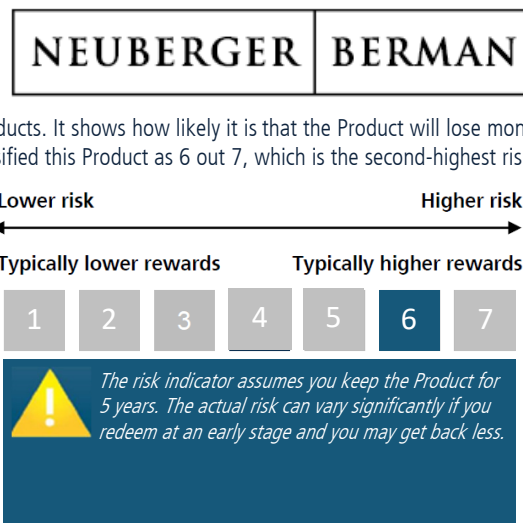 NEUBERGER BERMAN
ducts. It shows how likely it is that the Product will lose mon
sified this Product as 6 out 7, which is the second-highest ris
Lower risk Higher risk
Typically lower rewards Typically higher rewards
1 2 3 4 5 6 7
The risk indicator assumes you keep the Product for
5 years. The actual risk can vary significantly if you
redeem at an early stage and you may get back less.